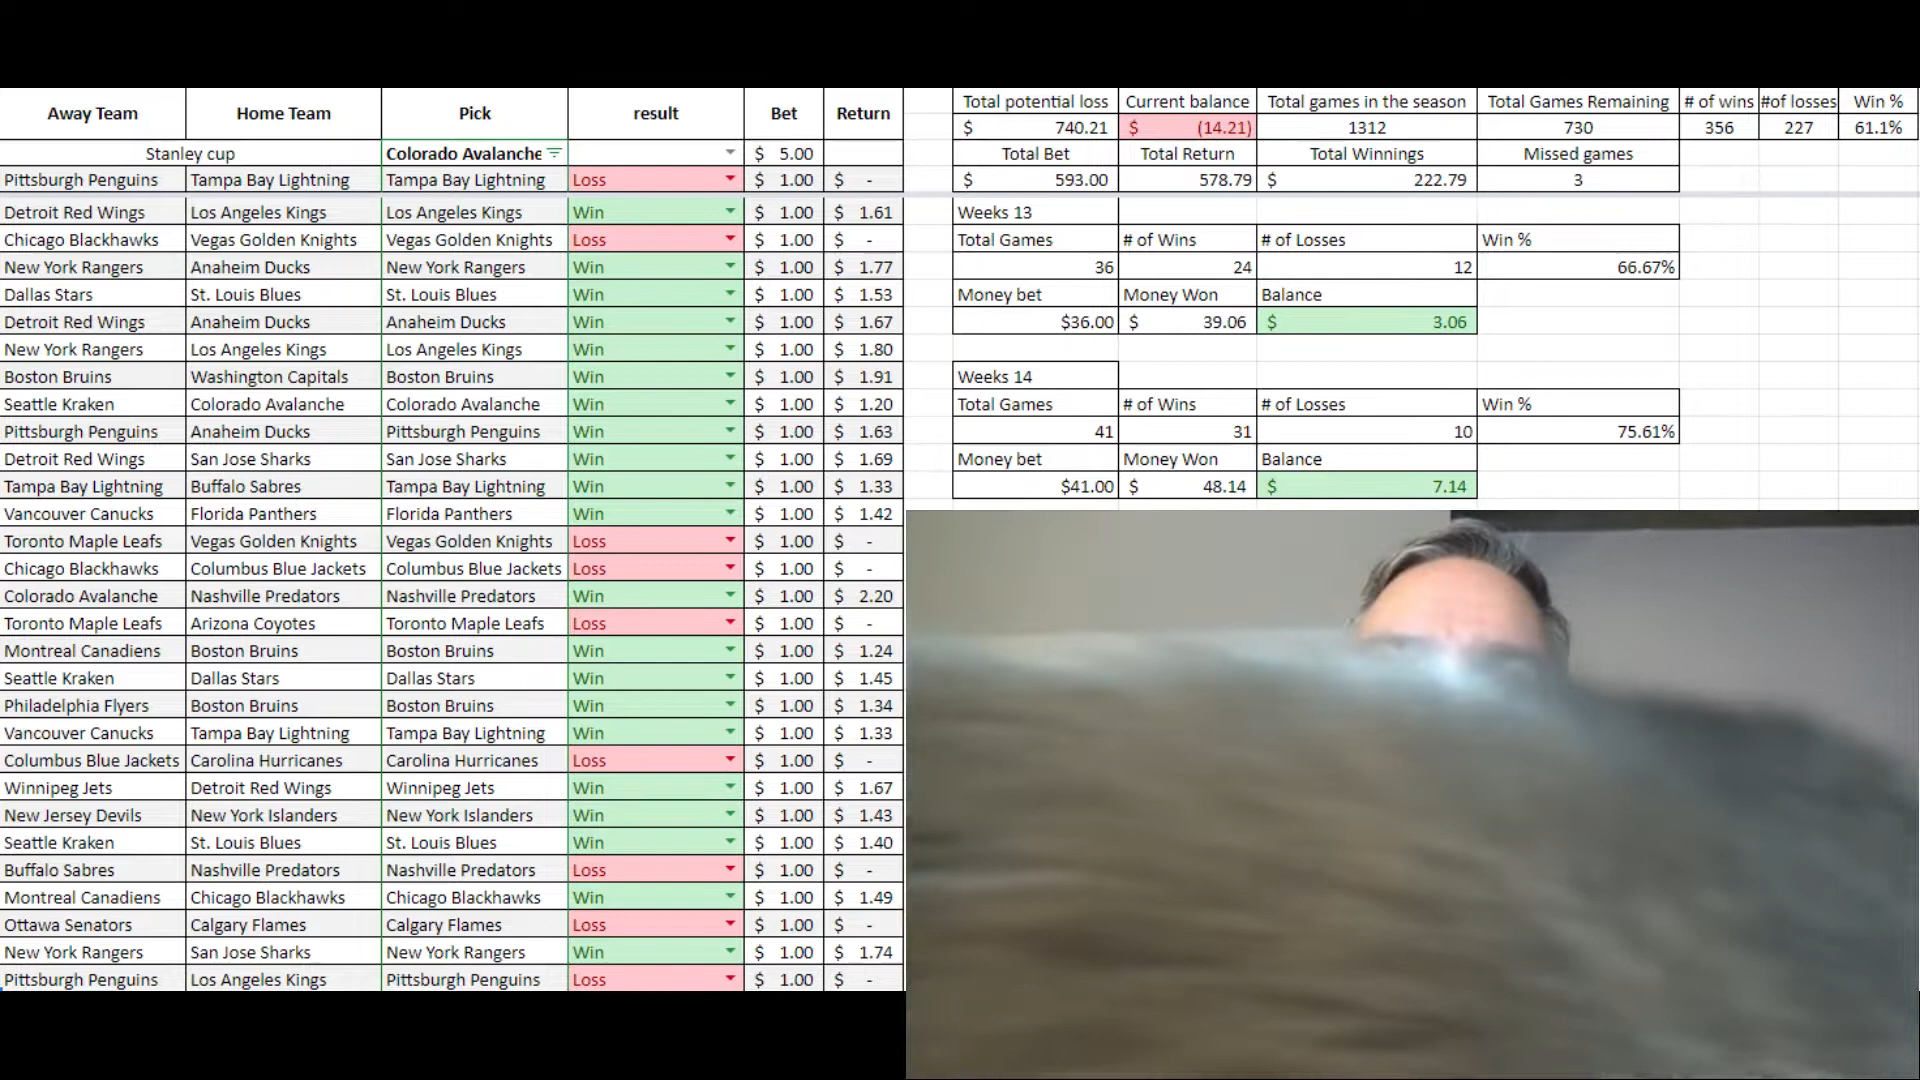 Away Team Home Team Pick result Bet Return
Stanley cup Colorado Avalanche $ 5.00
Pittsburgh Penguins Tampa Bay Lightning Tampa Bay Lightning Loss $ 1.00 $ -
Detroit Red Wings Los Angeles Kings Los Angeles Kings Win $ 1.00 $ 1.61
Chicago Blackhawks Vegas Golden Knights Vegas Golden Knights Loss $ 1.00 $ -
New York Rangers Anaheim Ducks New York Rangers Win $ 1.00 $ 1.77
Dallas Stars St. Louis Blues St. Louis Blues Win $ 1.00 $ 1.53
Detroit Red Wings Anaheim Ducks Anaheim Ducks Win $ 1.00 $ 1.67
New York Rangers Los Angeles Kings Los Angeles Kings Win $ 1.00 $ 1.80
Boston Bruins Washington Capitals Boston Bruins Win $ 1.00 $ 1.91
Seattle Kraken Colorado Avalanche Colorado Avalanche Win $ 1.00 $ 1.20
Pittsburgh Penguins Anaheim Ducks Pittsburgh Penguins Win $ 1.00 $ 1.63
Detroit Red Wings San Jose Sharks San Jose Sharks Win $ 1.00 $ 1.69
Tampa Bay Lightning Buffalo Sabres Tampa Bay Lightning Win $ 1.00 $ 1.33
Vancouver Canucks Florida Panthers Florida Panthers Win $ 1.00 $ 1.42
Toronto Maple Leafs Vegas Golden Knights Vegas Golden Knights Loss $ 1.00 $ -
Chicago Blackhawks Columbus Blue Jackets Columbus Blue Jackets Loss $ 1.00 $ -
Colorado Avalanche Nashville Predators Nashville Predators Win $ 1.00 $ 2.20
Toronto Maple Leafs Arizona Coyotes Toronto Maple Leafs Loss $ 1.00 $ -
Montreal Canadiens Boston Bruins Boston Bruins Win $ 1.00 $ 1.24
Seattle Kraken Dallas Stars Dallas Stars Win $ 1.00 $ 1.45
Philadelphia Flyers Boston Bruins Boston Bruins Win $ 1.00 $ 1.34
Vancouver Canucks Tampa Bay Lightning Tampa Bay Lightning Win $ 1.00 $ 1.33
Columbus Blue Jackets Carolina Hurricanes Carolina Hurricanes Loss $ 1.00 $ -
Winnipeg Jets Detroit Red Wings Winnipeg Jets Win $ 1.00 $ 1.67
New Jersey Devils New York Islanders New York Islanders Win $ 1.00 $ 1.43
Seattle Kraken St. Louis Blues St. Louis Blues Win $ 1.00 $ 1.40
Buffalo Sabres Nashville Predators Nashville Predators Loss $ 1.00 $ -
Montreal Canadiens Chicago Blackhawks Chicago Blackhawks Win $ 1.00 $ 1.49
Ottawa Senators Calgary Flames Calgary Flames Loss $ 1.00 $ -
New York Rangers San Jose Sharks New York Rangers Win $ 1.00 $ 1.74
Pittsburgh Penguins Los Angeles Kings Pittsburgh Penguins Loss $ 1.00 $ -
Total potential loss Current balance Total games in the season Total Games Remaining # of wins #of losses Win %
$ 740.21 $ (14.21) 1312 730 356 227 61.1%
Total Bet Total Return Total Winnings Missed games
$ 593.00 578.79 $ 222.79 3
Weeks 13
Total Games # of Wins # of Losses Win %
36 24 12 66.67%
Money bet Money Won Balance
$36.00 $ 39.06 $ 3.06
Weeks 14
Total Games # of Wins # of Losses Win %
41 31 10 75.61%
Money bet Money Won Balance
$41.00 $ 48.14 $ 7.14